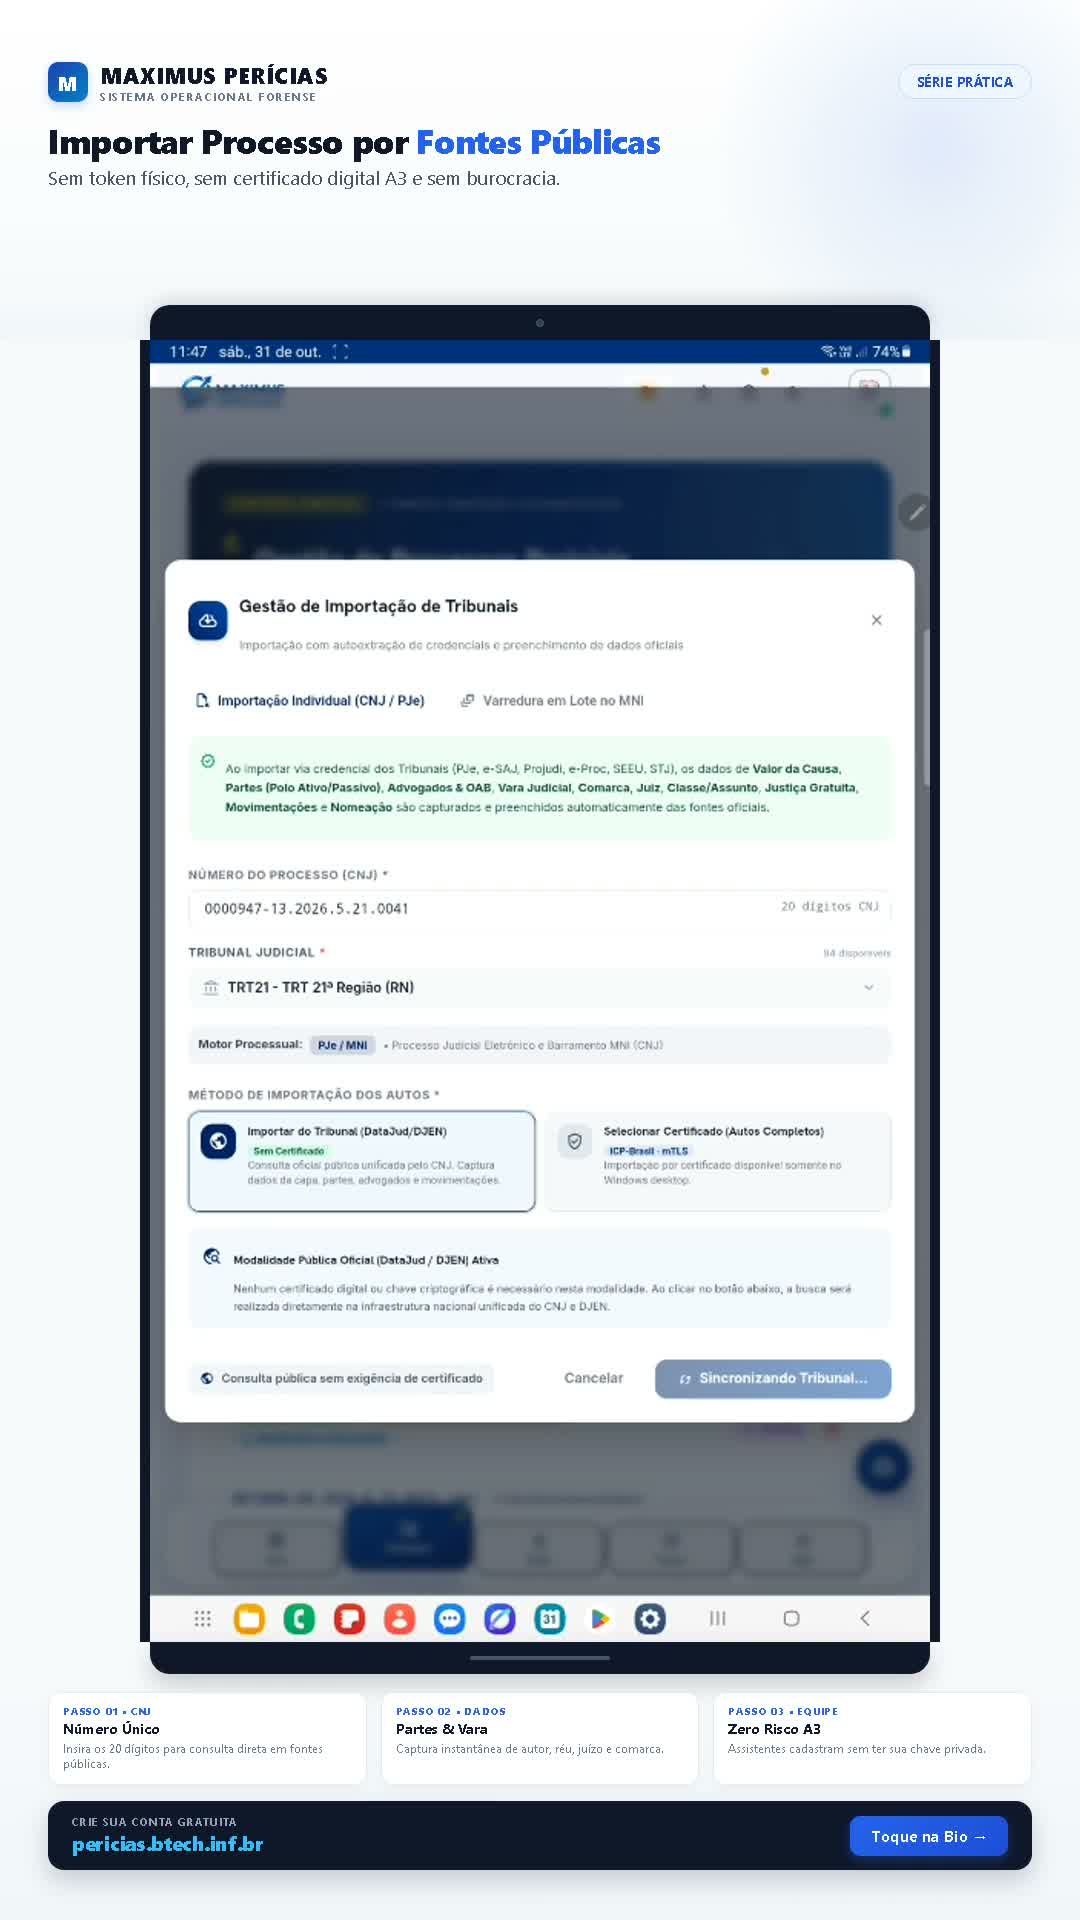 M
MAXIMUS PERÍCIAS
SISTEMA OPERACIONAL FORENSE
SÉRIE PRÁTICA
Importar Processo por Fontes Públicas
Sem token físico, sem certificado digital A3 e sem burocracia.
11:47 sáb., 31 de out. 74%
MAXIMUS
Gestão de Importação de Tribunais
Importação com autoextração de credenciais e preenchimento de dados oficiais
Importação Individual (CNJ / PJe) Varredura em Lote no MNI
Ao importar via credencial dos Tribunais (PJe, e-SAJ, Projudi, e-Proc, SEEU, STJ), os dados de Valor da Causa,
Partes (Polo Ativo/Passivo), Advogados & OAB, Vara Judicial, Comarca, Juiz, Classe/Assunto, Justiça Gratuita,
Movimentações e Nomeação são capturados e preenchidos automaticamente das fontes oficiais.
NÚMERO DO PROCESSO (CNJ) *
0000947-13.2026.5.21.0041 20 dígitos CNJ
TRIBUNAL JUDICIAL * 94 disponíveis
TRT21 - TRT 21ª Região (RN)
Motor Processual: PJe / MNI • Processo Judicial Eletrônico e Barramento MNI (CNJ)
MÉTODO DE IMPORTAÇÃO DOS AUTOS *
Importar do Tribunal (DataJud/DJEN)
Sem Certificado
Consulta oficial pública unificada pelo CNJ. Captura
dados da capa, partes, advogados e movimentações.
Selecionar Certificado (Autos Completos)
ICP-Brasil · mTLS
Importação por certificado disponível somente no
Windows desktop.
Modalidade Pública Oficial (DataJud / DJEN) Ativa
Nenhum certificado digital ou chave criptográfica é necessário nesta modalidade. Ao clicar no botão abaixo, a busca será
realizada diretamente na infraestrutura nacional unificada do CNJ e DJEN.
Consulta pública sem exigência de certificado Cancelar Sincronizando Tribunal...
31
PASSO 01 • CNJ
Número Único
Insira os 20 dígitos para consulta direta em fontes
públicas.
PASSO 02 • DADOS
Partes & Vara
Captura instantânea de autor, réu, juízo e comarca.
PASSO 03 • EQUIPE
Zero Risco A3
Assistentes cadastram sem ter sua chave privada.
CRIE SUA CONTA GRATUITA
pericias.btech.inf.br
Toque na Bio →